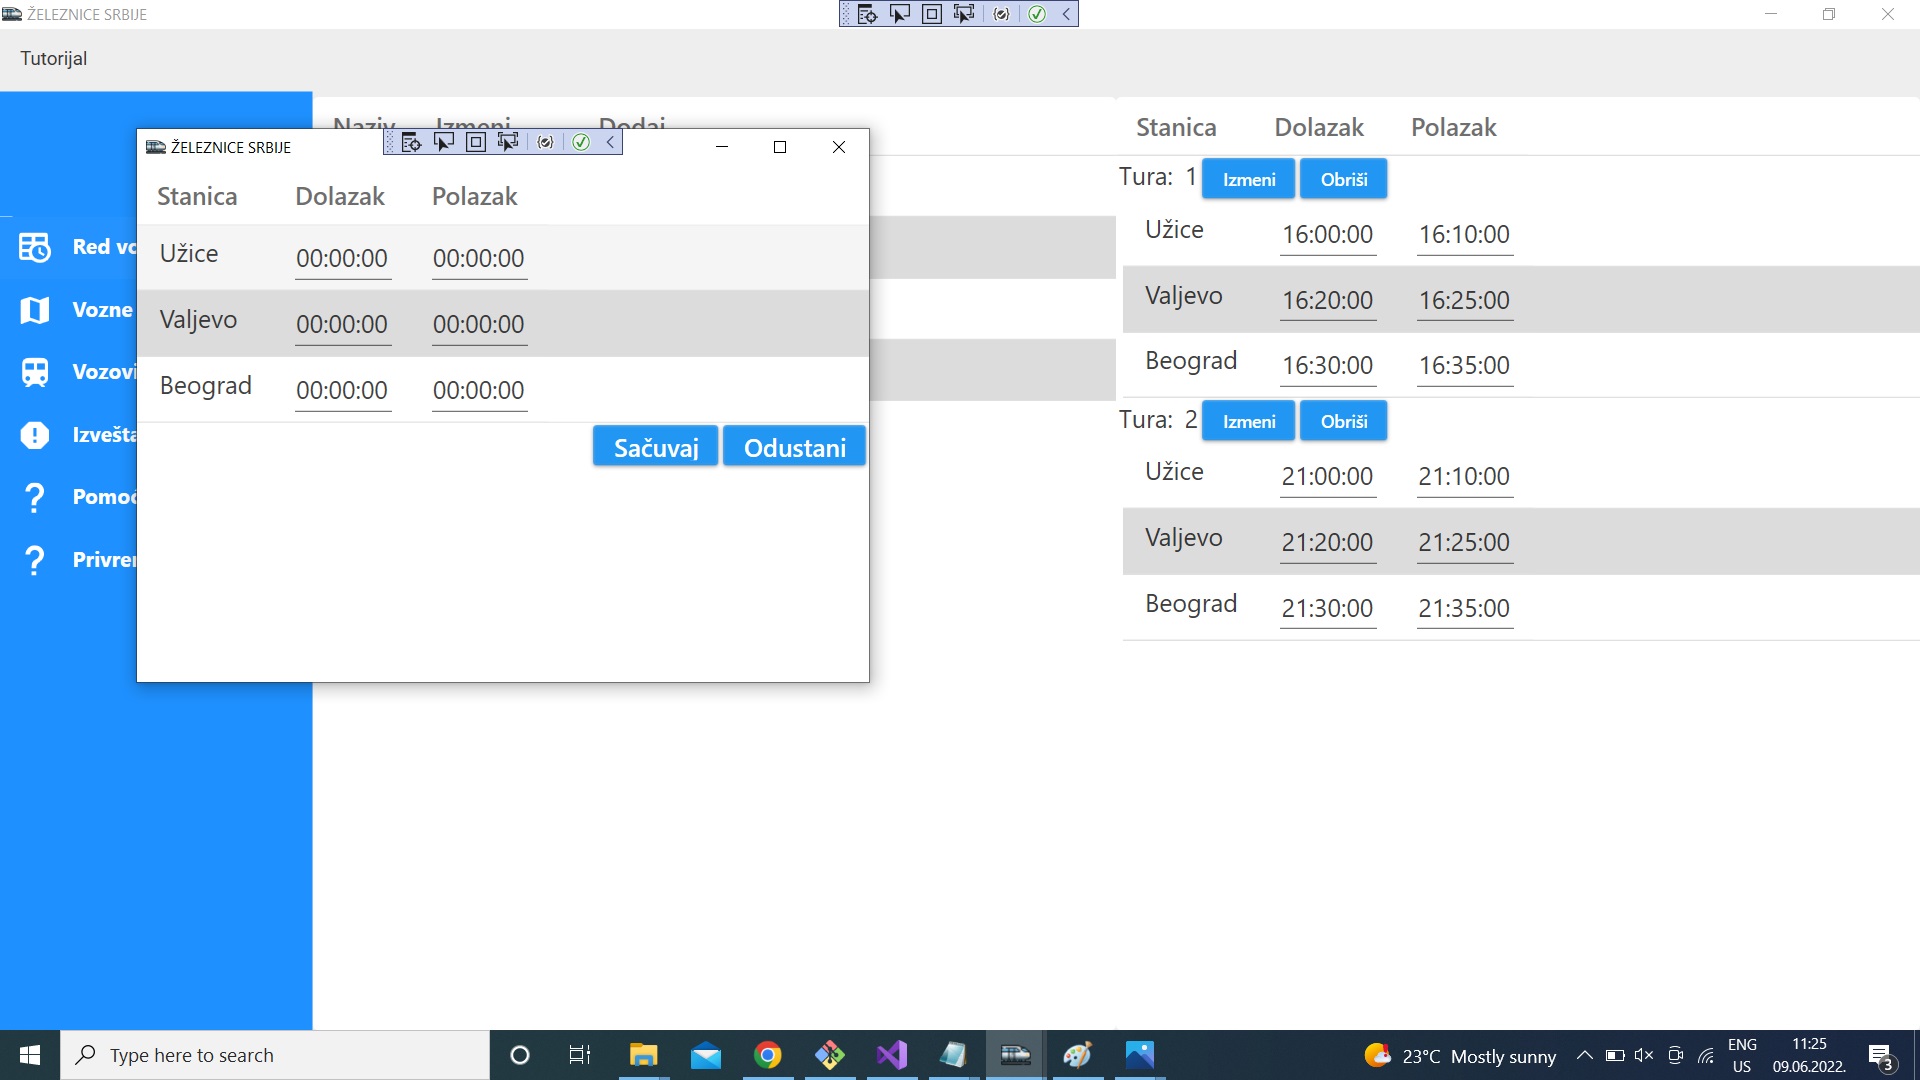 ŽELEZNICE SRBIJE
Tutorijal
Naziv Izmeni Dodaj
Red
Vozne
Vozovi
ŽELEZNICE SRBIJE
Stanica Dolazak Polazak
Užice 00:00:00 00:00:00
Valjevo 00:00:00 00:00:00
Beograd 00:00:00 00:00:00
Sačuvaj Odustani
Stanica Dolazak Polazak
Tura: 1 Izmeni Obriši
Užice 16:00:00 16:10:00
Valjevo 16:20:00 16:25:00
Beograd 16:30:00 16:35:00
Tura: 2 Izmeni Obriši
Užice 21:00:00 21:10:00
Valjevo 21:20:00 21:25:00
Beograd 21:30:00 21:35:00
Type here to search
23°C Mostly sunny
ENG
US
11:25
09.06.2022.
3